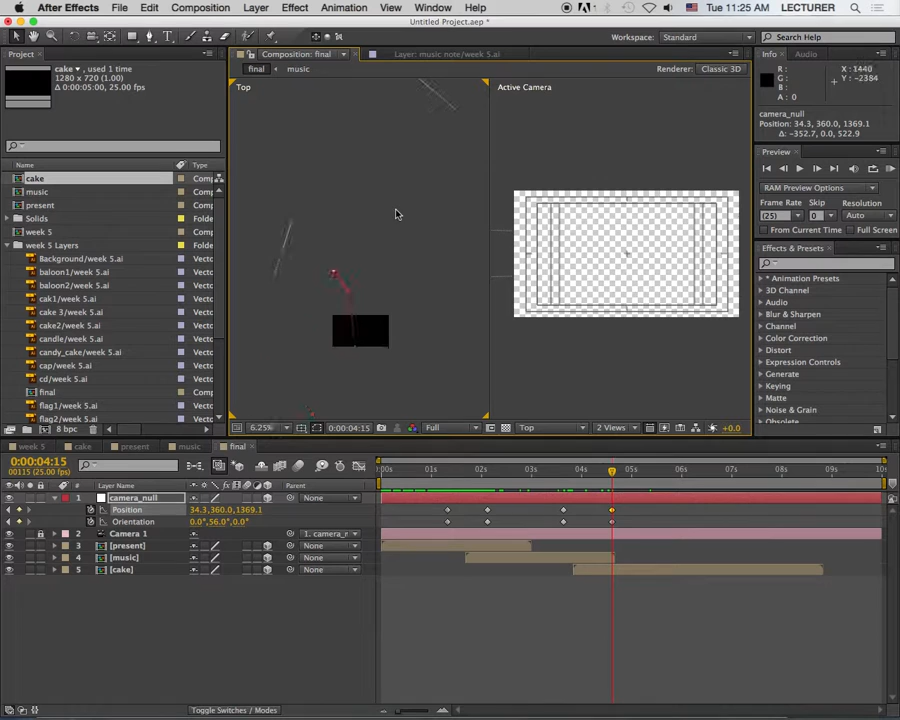 After Effects File Edit Composition Layer Effect Animation View Window Help Tue 11:25 AM LECTURER
Untitled Project.aep *
Workspace: Standard Search Help
Project
Composition: final Layer: music note/week 5.ai
Info Audio
cake ▾, used 1 time
1280 x 720 (1.00)
Δ 0:00:05:00, 25.00 fps
final music
Renderer: Classic 3D
Top
Active Camera
R :
G :
B :
A : 0
X : 1440
Y : -2384
camera_null
Position: 34.3, 360.0, 1369.1
Δ: -352.7, 0.0, 522.9
Preview
RAM Preview Options
Frame Rate Skip Resolution
(25) 0 Auto
From Current Time Full Screen
Effects & Presets
* Animation Presets
3D Channel
Audio
Blur & Sharpen
Channel
Color Correction
Distort
Expression Controls
Generate
Keying
Matte
Noise & Grain
Name Type
cake Comp
music Comp
present Comp
Solids Folde
week 5 Comp
week 5 Layers Folde
Background/week 5.ai Vecto
baloon1/week 5.ai Vecto
baloon2/week 5.ai Vecto
cak1/week 5.ai Vecto
cake 3/week 5.ai Vecto
cake2/week 5.ai Vecto
candle/week 5.ai Vecto
candy_cake/week 5.ai Vecto
cap/week 5.ai Vecto
cd/week 5.ai Vecto
final Comp
flag1/week 5.ai Vecto
flag2/week 5.ai Vecto
8 bpc
6.25% 0:00:04:15 Full Top 2 Views +0.0
week 5 cake present music final
0:00:04:15
00115 (25.00 fps)
# Layer Name Parent
:00s 01s 02s 03s 04s 05s 06s 07s 08s 09s 10s
1 camera_null None
Position 34.3,360.0,1369.1
Orientation 0.0°,56.0°,0.0°
2 Camera 1 1. camera_r
3 [present] None
4 [music] None
5 [cake] None
Toggle Switches / Modes